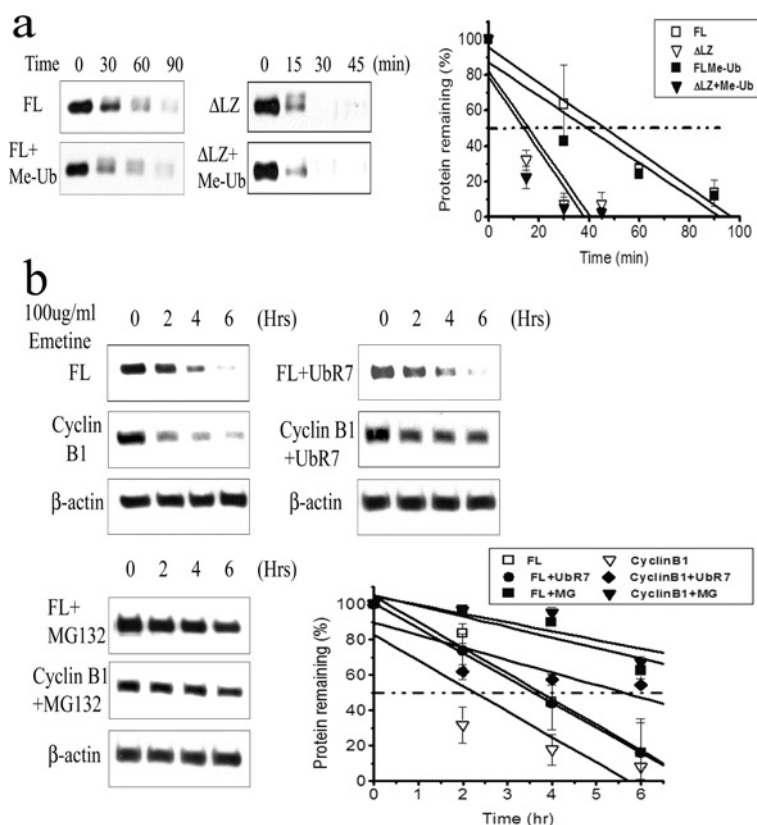 a
Time 0 30 60 90
0 15 30 45 (min)
FL
ΔLZ
FL+
Me-Ub
ΔLZ+
Me-Ub
Protein remaining (%)
100
80
60
40
20
0
0 20 40 60 80 100
Time (min)
FL
ΔLZ
FLMe-Ub
ΔLZ+Me-Ub
b
100ug/ml
Emetine
0 2 4 6 (Hrs)
FL
Cyclin
B1
β-actin
0 2 4 6 (Hrs)
FL+UbR7
Cyclin B1
+UbR7
β-actin
0 2 4 6 (Hrs)
FL+
MG132
Cyclin B1
+MG132
β-actin
FL CyclinB1
FL+UbR7 CyclinB1+UbR7
FL+MG CyclinB1+MG
Protein remaining (%)
100
80
60
40
20
0
0 1 2 3 4 5 6
Time (hr)